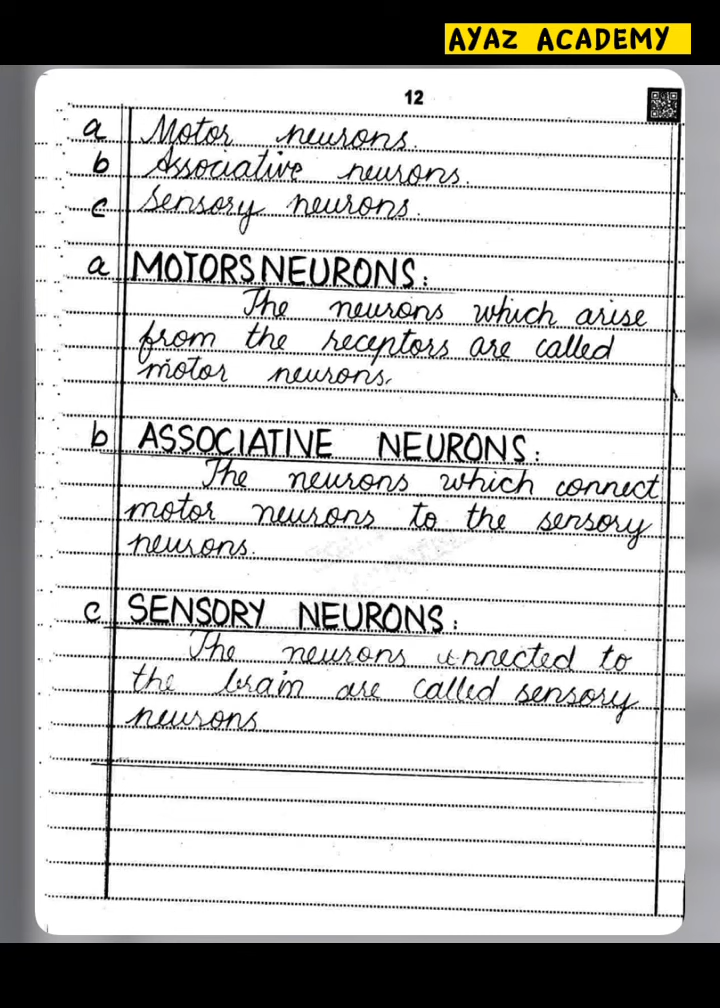 AYAZ ACADEMY
12
a Motor neurons.
b Associative neurons.
c Sensory neurons.
a MOTORS NEURONS:
The neurons which arise
from the receptors are called
motor neurons.
b ASSOCIATIVE NEURONS:
The neurons which connect
motor neurons to the sensory
neurons.
c SENSORY NEURONS:
The neurons connected to
the brain are called sensory
neurons